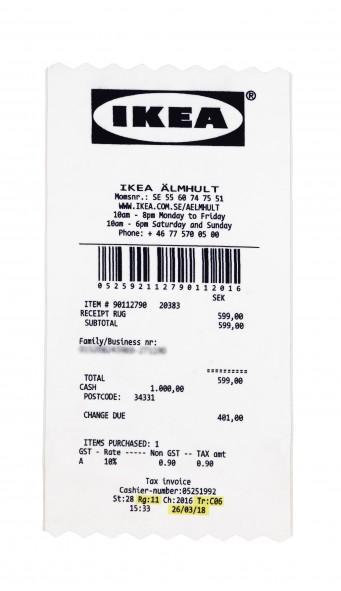 IKEA®
IKEA ÄLMHULT
Momsnr.: SE 55 60 74 75 51
WWW.IKEA.COM.SE/AELMHULT
10am - 8pm Monday to Friday
10am - 6pm Saturday and Sunday
Phone: + 46 77 570 05 00
052592112790112016
SEK
ITEM # 90112790 20383
RECEIPT RUG 599,00
SUBTOTAL 599,00
Family/Business nr:
==========
TOTAL 599,00
CASH 1.000,00
POSTCODE: 34331
CHANGE DUE 401,00
ITEMS PURCHASED: 1
GST - Rate ----- Non GST -- TAX amt
A 10% 0.90 0.90
Tax invoice
Cashier-number:05251992
St:28 Rg:11 Ch:2016 Tr:C06
15:33 26/03/18